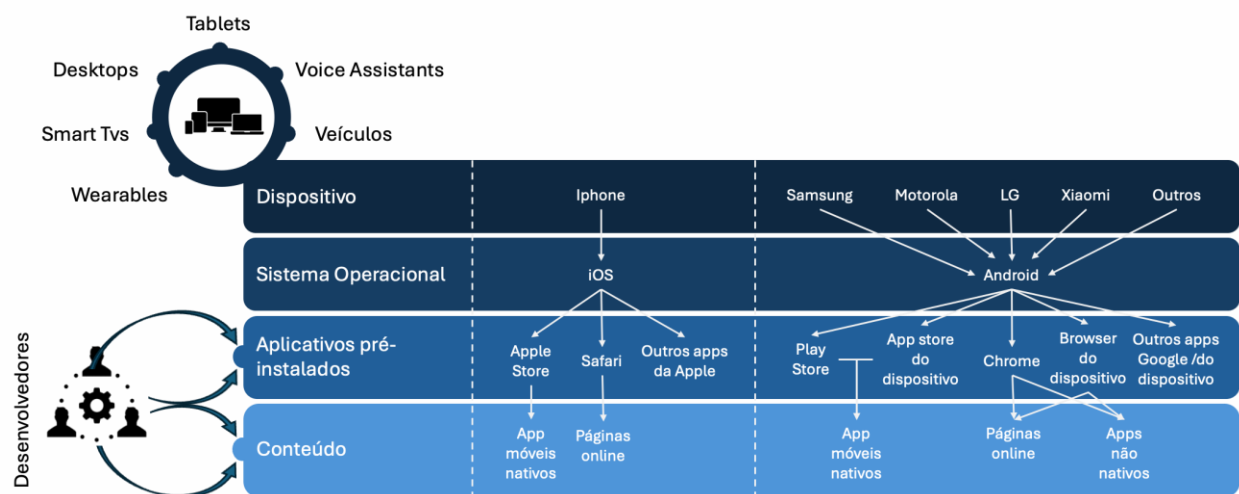 Tablets
Desktops
Voice Assistants
Smart Tvs
Veículos
Wearables
Dispositivo
Iphone
Samsung
Motorola
LG
Xiaomi
Outros
Sistema Operacional
iOS
Android
Desenvolvedores
Aplicativos pré-
instalados
Apple
Store
Safari
Outros apps
da Apple
Play
Store
App store
do
dispositivo
Chrome
Browser
do
dispositivo
Outros apps
Google /do
dispositivo
Conteúdo
App
móveis
nativos
Páginas
online
App
móveis
nativos
Páginas
online
Apps
não
nativos